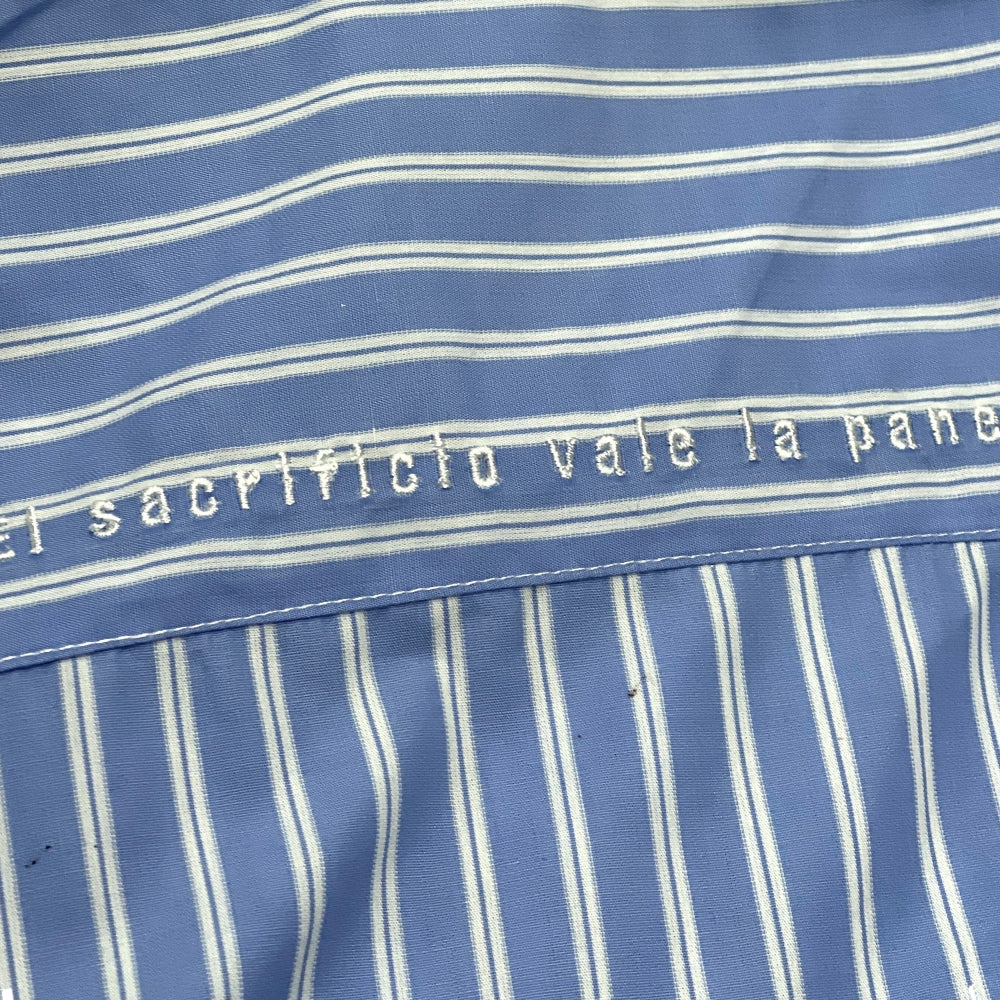 El sacrificio vale la pane